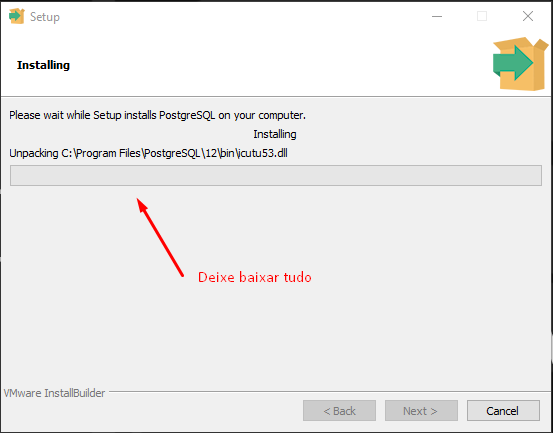 Setup
Installing
Please wait while Setup installs PostgreSQL on your computer.
Installing
Unpacking C:\Program Files\PostgreSQL\12\bin\icutu53.dll
Deixe baixar tudo
VMware InstallBuilder
< Back
Next >
Cancel